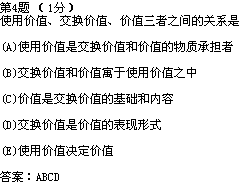 第4题 （1分）
使用价值、交换价值、价值三者之间的关系是
(A)使用价值是交换价值和价值的物质承担者
(B)交换价值和价值寓于使用价值之中
(C)价值是交换价值的基础和内容
(D)交换价值是价值的表现形式
(E)使用价值决定价值
答案：ABCD